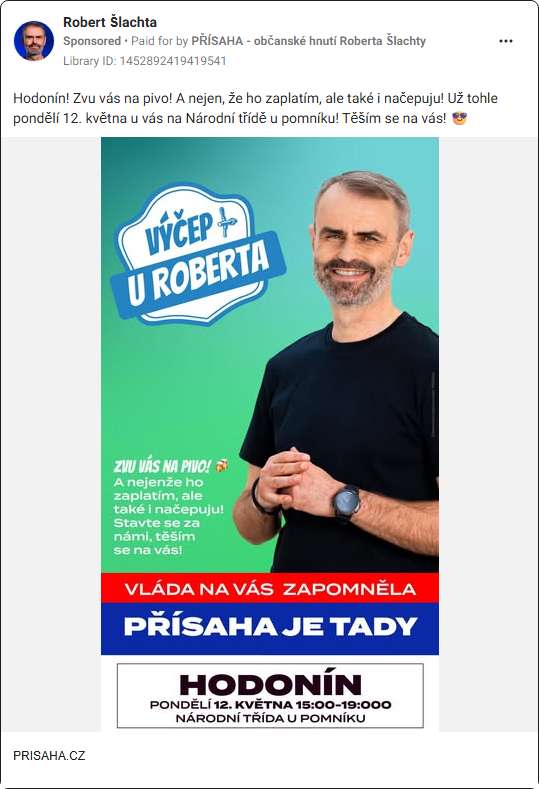 Robert Šlachta
Sponsored • Paid for by PŘÍSAHA - občanské hnutí Roberta Šlachty
Library ID: 1452892419419541
Hodonín! Zvu vás na pivo! A nejen, že ho zaplatím, ale také i načepuju! Už tohle
pondělí 12. května u vás na Národní třídě u pomníku! Těším se na vás! 😎
VÝČEP
U ROBERTA
ZVU VÁS NA PIVO! 🍻
A nejenže ho
zaplatím, ale
také i načepuju!
Stavte se za
námi, těším
se na vás!
VLÁDA NA VÁS ZAPOMNĚLA
PŘÍSAHA JE TADY
HODONÍN
PONDĚLÍ 12. KVĚTNA 15:00-19:000
NÁRODNÍ TŘÍDA U POMNÍKU
PRISAHA.CZ